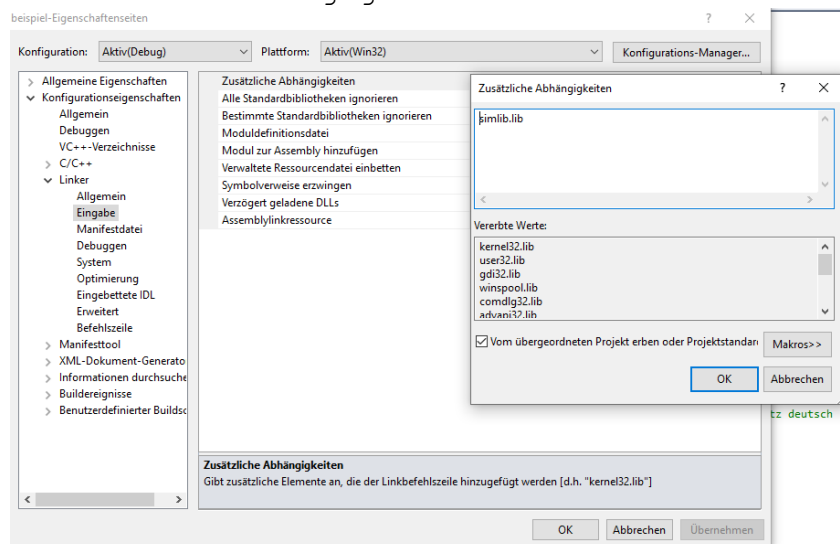 beispiel-Eigenschaftenseiten ? ×
Konfiguration: Aktiv(Debug) Plattform: Aktiv(Win32) Konfigurations-Manager...
> Allgemeine Eigenschaften
Konfigurationseigenschaften
Allgemein
Debuggen
VC++-Verzeichnisse
> C/C++
Linker
Allgemein
Eingabe
Manifestdatei
Debuggen
System
Optimierung
Eingebettete IDL
Erweitert
Befehlszeile
> Manifesttool
> XML-Dokument-Generato
> Informationen durchsuche
> Buildereignisse
> Benutzerdefinierter Buildsc
Zusätzliche Abhängigkeiten
Alle Standardbibliotheken ignorieren
Bestimmte Standardbibliotheken ignorieren
Moduldefinitionsdatei
Modul zur Assembly hinzufügen
Verwaltete Ressourcendatei einbetten
Symbolverweise erzwingen
Verzögert geladene DLLs
Assemblylinkressource
Zusätzliche Abhängigkeiten
Gibt zusätzliche Elemente an, die der Linkbefehlszeile hinzugefügt werden [d.h. "kernel32.lib"]
OK Abbrechen Übernehmen
Zusätzliche Abhängigkeiten ? ×
simlib.lib
Vererbte Werte:
kernel32.lib
user32.lib
gdi32.lib
winspool.lib
comdlg32.lib
advapi32.lib
Vom übergeordneten Projekt erben oder Projektstandar Makros>>
OK Abbrechen
tz deutsch